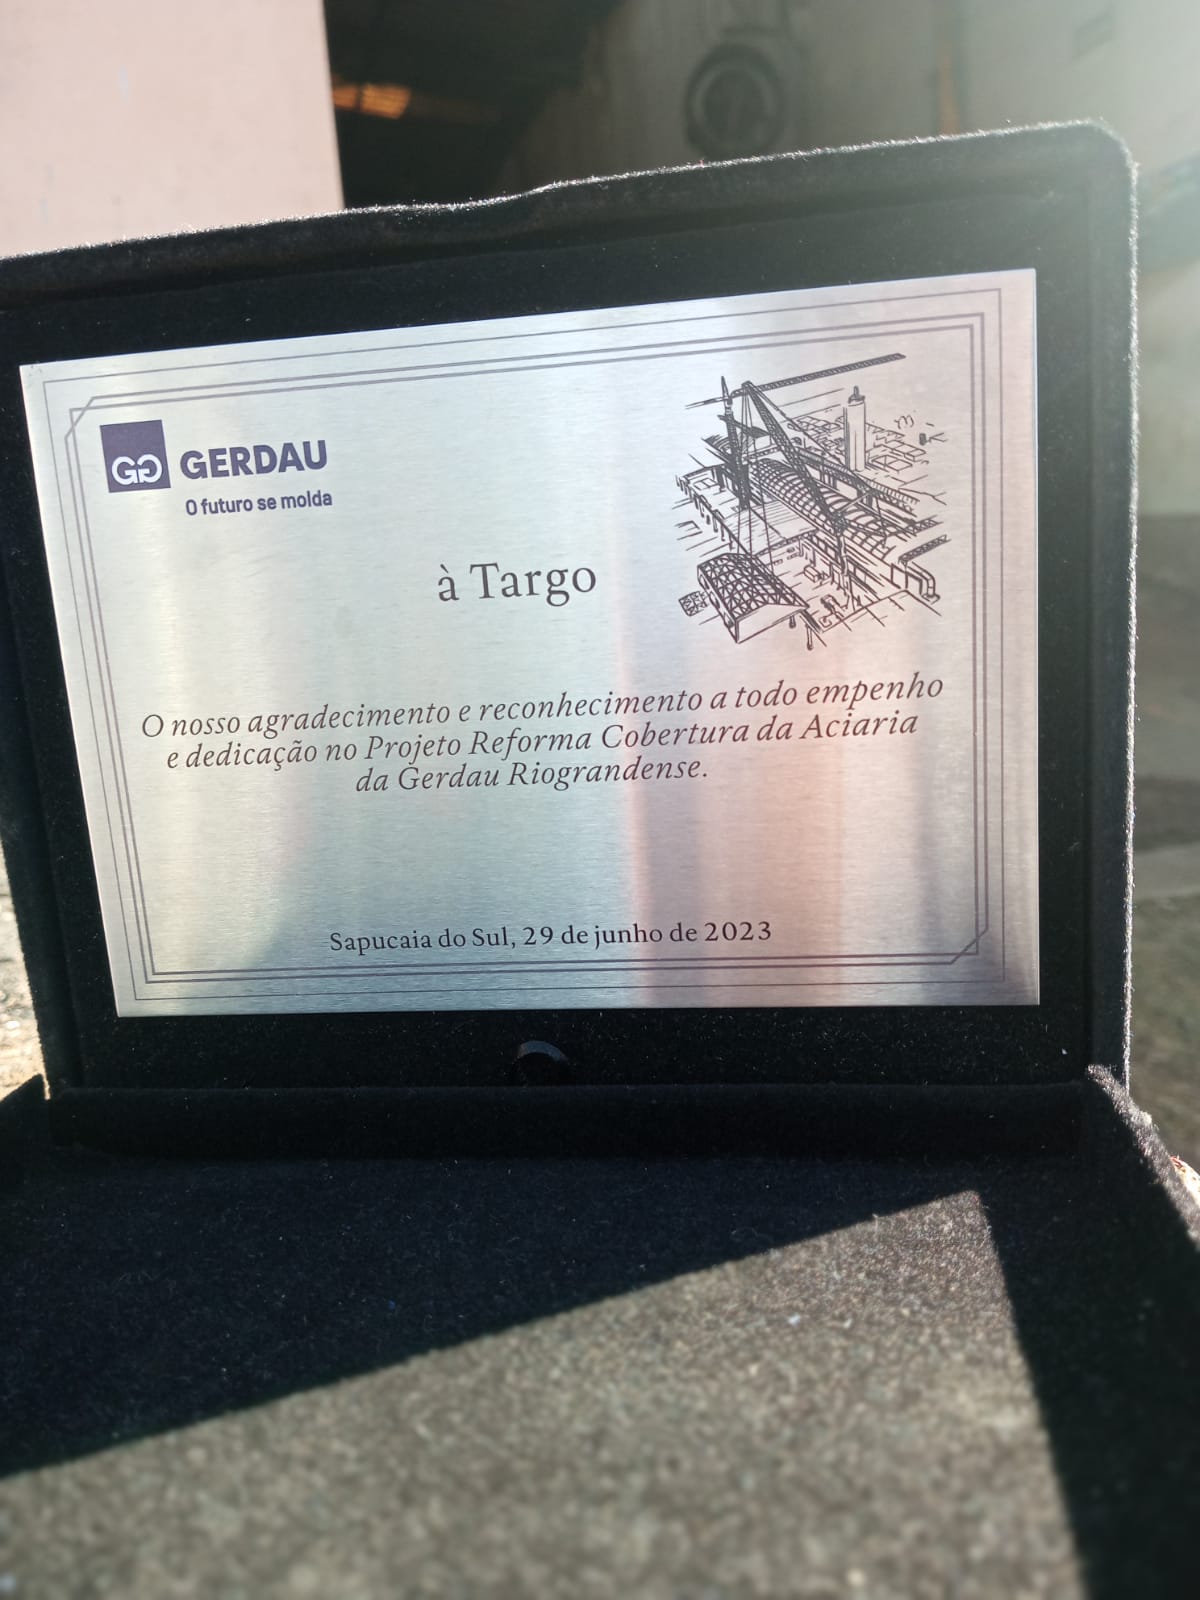 GG GERDAU
O futuro se molda
à Targo
O nosso agradecimento e reconhecimento a todo empenho
e dedicação no Projeto Reforma Cobertura da Aciaria
da Gerdau Riograndense.
Sapucaia do Sul, 29 de junho de 2023